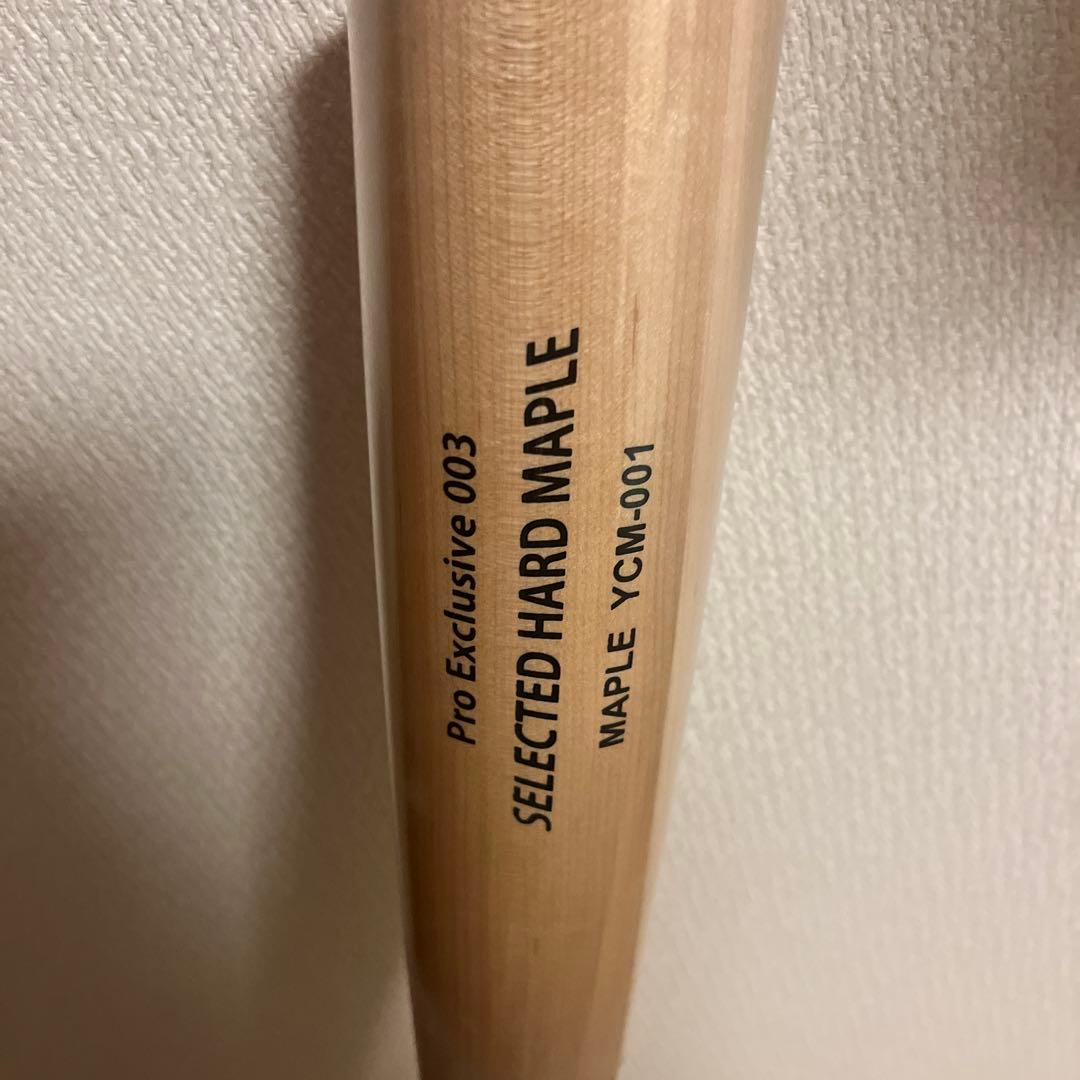 Pro Exclusive 003
SELECTED HARD MAPLE
MAPLE YCM-001